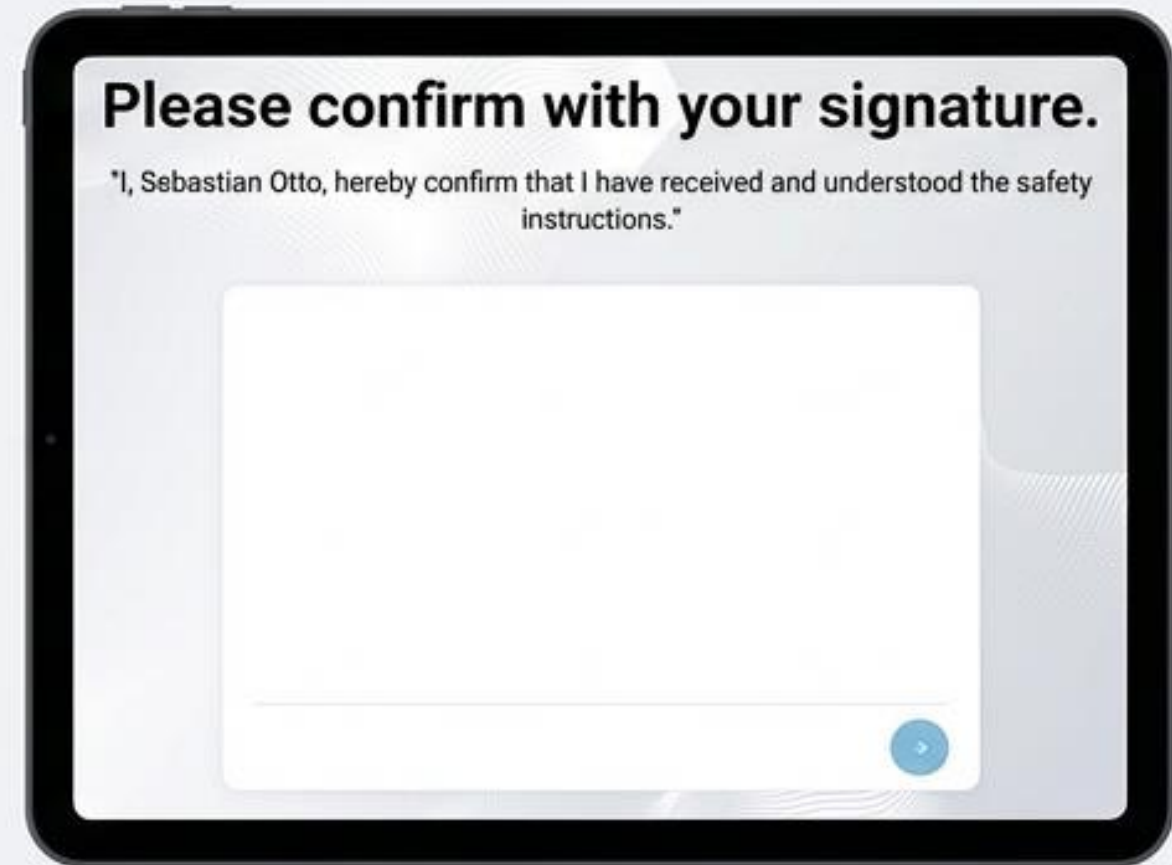 Please confirm with your signature.
"I, Sebastian Otto, hereby confirm that I have received and understood the safety
instructions."